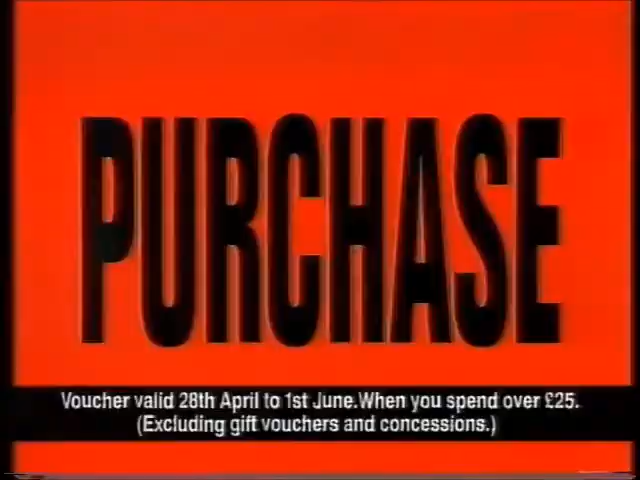 PURCHASE
Voucher valid 28th April to 1st June.When you spend over £25.
(Excluding gift vouchers and concessions.)